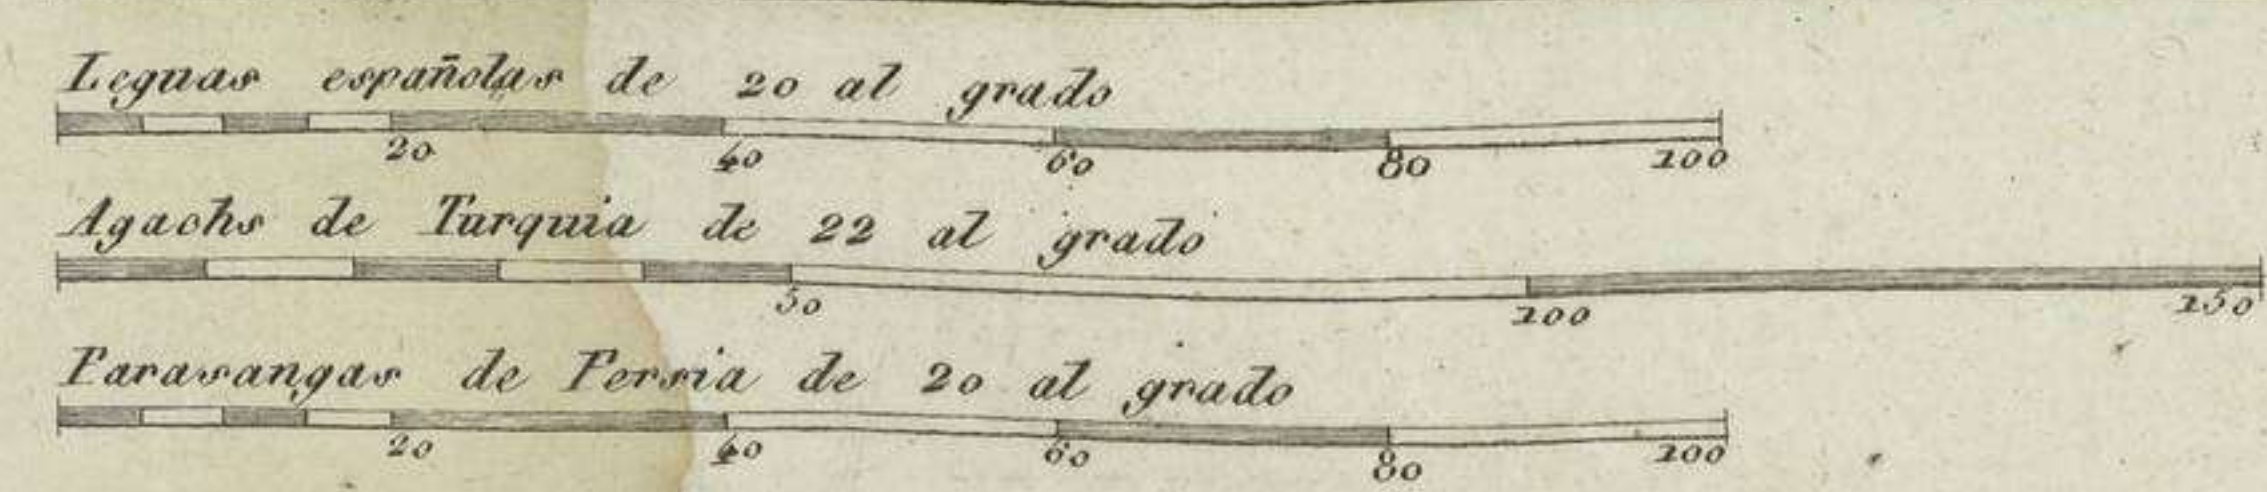 Leguas españolas de 20 al grado
20 40 60 80 100
Agachs de Turquia de 22 al grado
50 100 150
Parasangas de Persia de 20 al grado
20 40 60 80 100